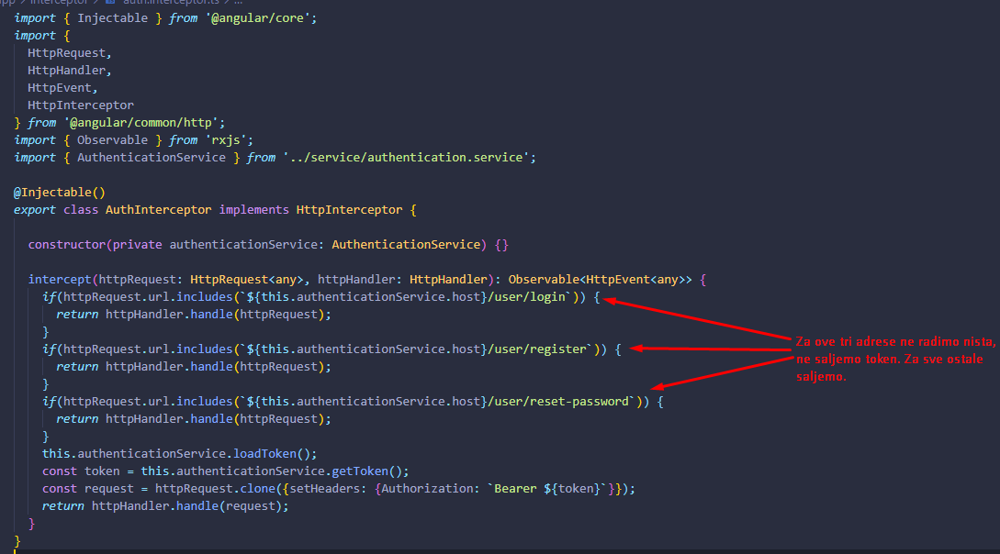 app > interceptor > auth.interceptor.ts > ...
import { Injectable } from '@angular/core';
import {
  HttpRequest,
  HttpHandler,
  HttpEvent,
  HttpInterceptor
} from '@angular/common/http';
import { Observable } from 'rxjs';
import { AuthenticationService } from '../service/authentication.service';

@Injectable()
export class AuthInterceptor implements HttpInterceptor {

  constructor(private authenticationService: AuthenticationService) {}

  intercept(httpRequest: HttpRequest<any>, httpHandler: HttpHandler): Observable<HttpEvent<any>> {
    if(httpRequest.url.includes(`${this.authenticationService.host}/user/login`)) {
      return httpHandler.handle(httpRequest);
    }
    if(httpRequest.url.includes(`${this.authenticationService.host}/user/register`)) {
      return httpHandler.handle(httpRequest);
    }
    if(httpRequest.url.includes(`${this.authenticationService.host}/user/reset-password`)) {
      return httpHandler.handle(httpRequest);
    }
    this.authenticationService.loadToken();
    const token = this.authenticationService.getToken();
    const request = httpRequest.clone({setHeaders: {Authorization: `Bearer ${token}`}});
    return httpHandler.handle(request);
  }
}
Za ove tri adrese ne radimo nista,
ne saljemo token. Za sve ostale
saljemo.